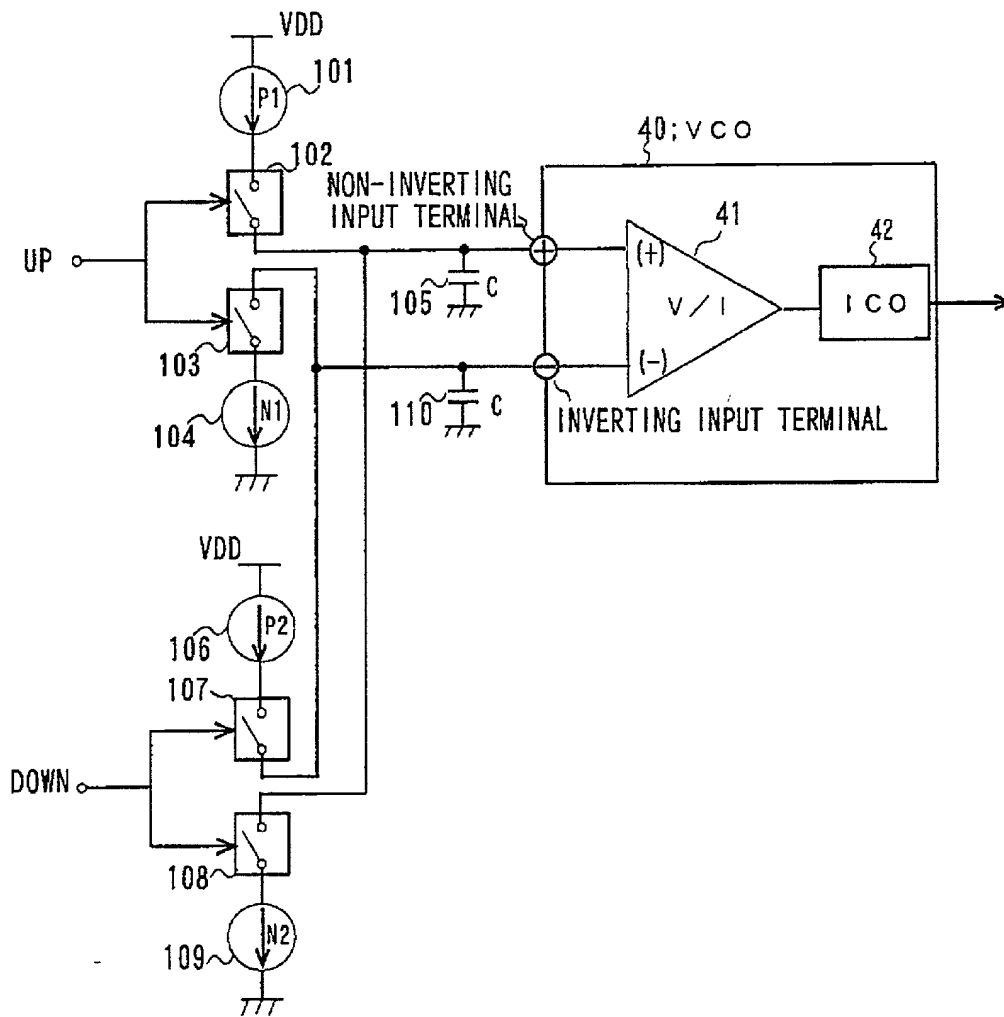 VDD
101
P1
102
40;VCO
NON-INVERTING
INPUT TERMINAL
41
42
UP
(+)
105
C
V/I
ICO
103
(-)
110
C
INVERTING INPUT TERMINAL
104
N1
VDD
106
P2
107
DOWN
108
109
N2